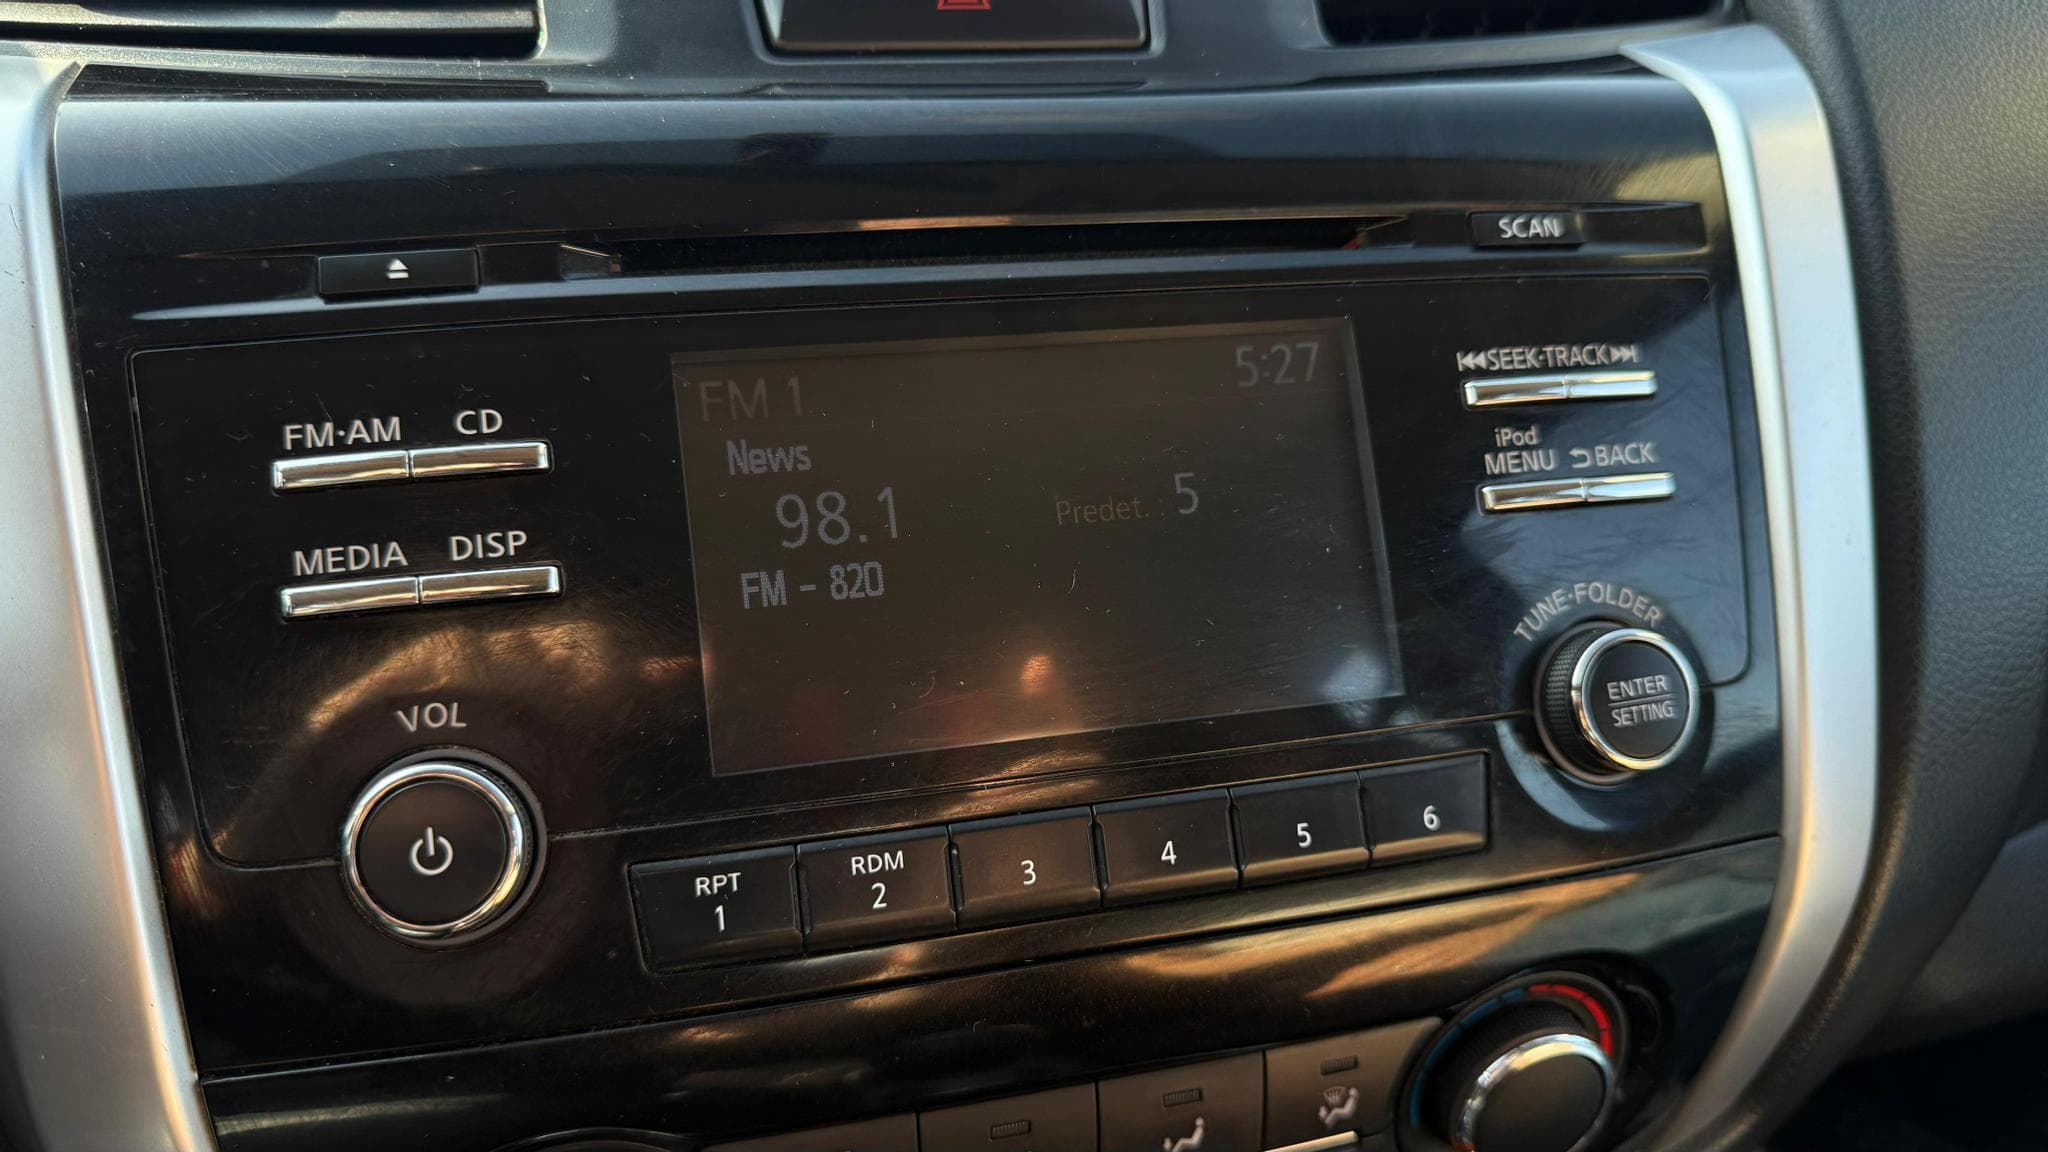 SCAN
FM·AM CD
MEDIA DISP
VOL
FM 1 5:27
News
98.1 Predet. : 5
FM - 820
SEEK·TRACK
iPod
MENU BACK
TUNE·FOLDER
ENTER
SETTING
RPT
1
RDM
2
3
4
5
6